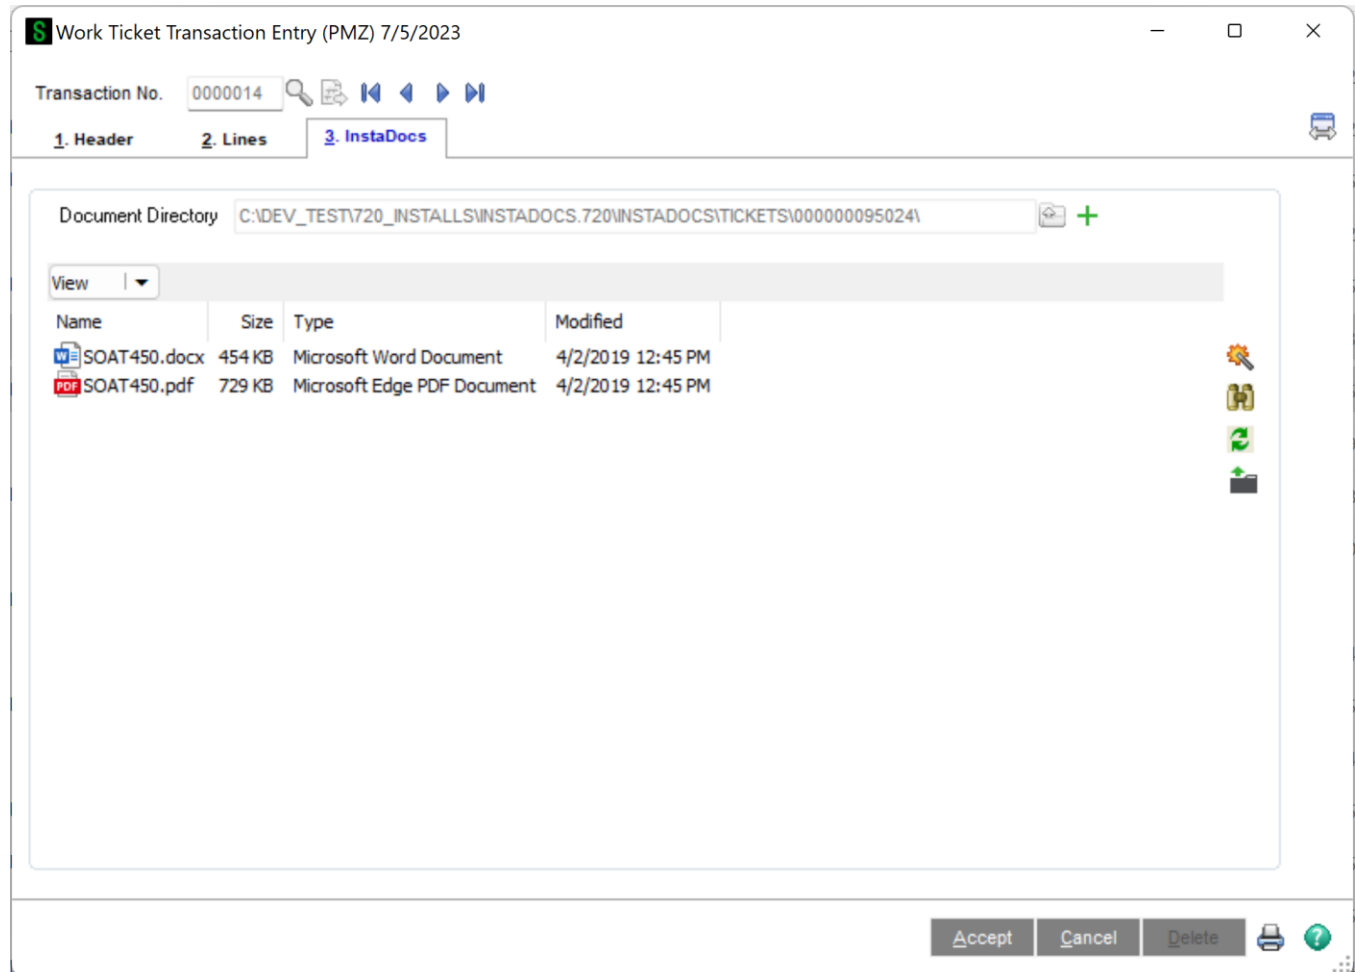 S Work Ticket Transaction Entry (PMZ) 7/5/2023
Transaction No. 0000014
1. Header 2. Lines 3. InstaDocs
Document Directory C:\DEV_TEST\720_INSTALLS\INSTADOCS.720\INSTADOCS\TICKETS\000000095024\
View
Name Size Type Modified
W SOAT450.docx 454 KB Microsoft Word Document 4/2/2019 12:45 PM
PDF SOAT450.pdf 729 KB Microsoft Edge PDF Document 4/2/2019 12:45 PM
Accept Cancel Delete ?